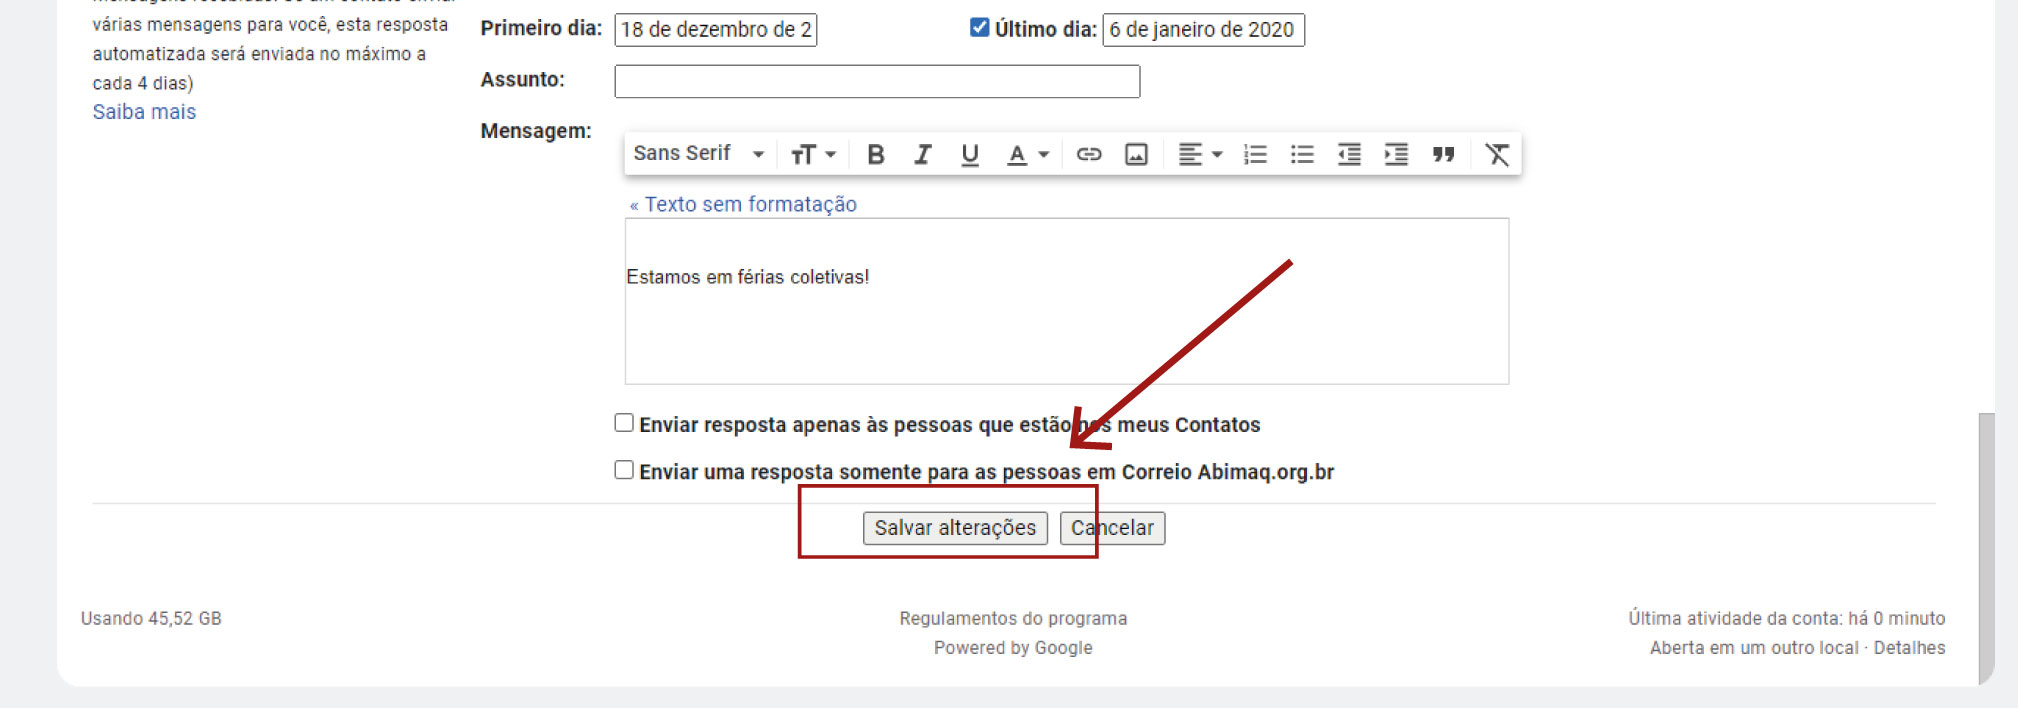 várias mensagens para você, esta resposta
automatizada será enviada no máximo a
cada 4 dias)
Saiba mais
Primeiro dia: 18 de dezembro de 2 Último dia: 6 de janeiro de 2020
Assunto:
Mensagem:
Sans Serif
« Texto sem formatação
Estamos em férias coletivas!
Enviar resposta apenas às pessoas que estão nos meus Contatos
Enviar uma resposta somente para as pessoas em Correio Abimaq.org.br
Salvar alterações Cancelar
Usando 45,52 GB
Regulamentos do programa
Powered by Google
Última atividade da conta: há 0 minuto
Aberta em um outro local · Detalhes